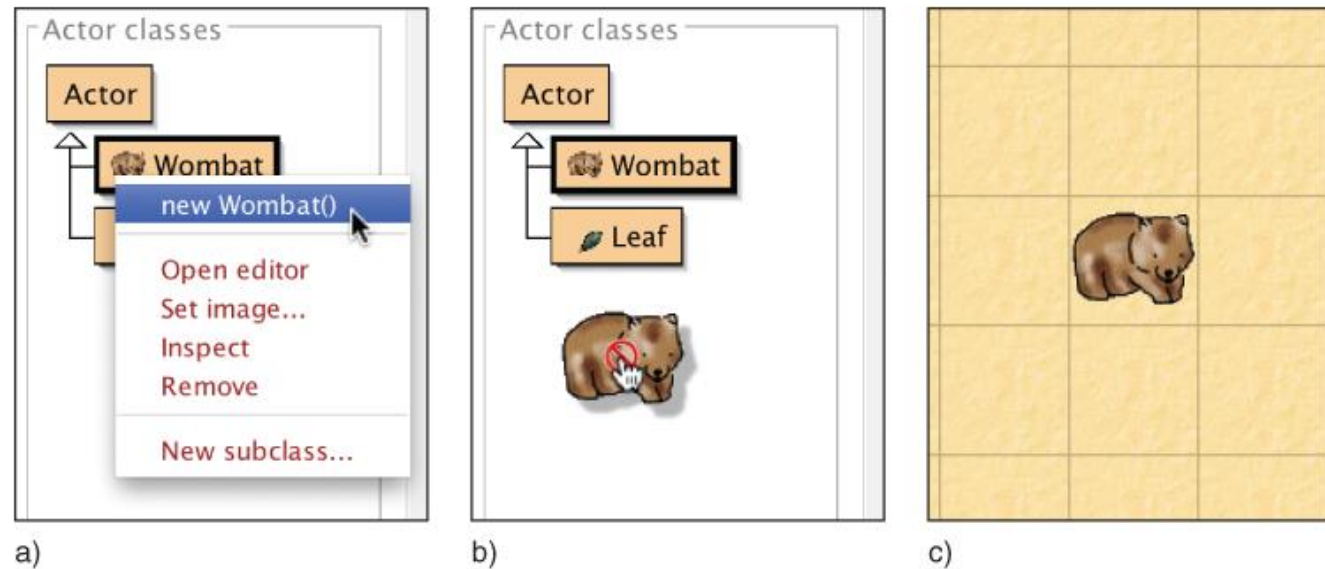 Actor classes
Actor
Wombat
new Wombat()
Open editor
Set image...
Inspect
Remove
New subclass...
a)
Actor classes
Actor
Wombat
Leaf
b)
c)